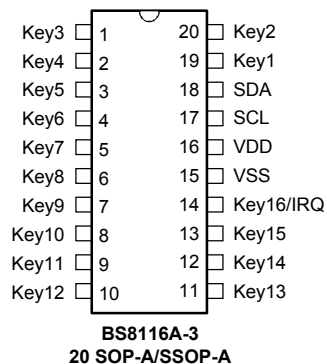 Key3 1 20 Key2
Key4 2 19 Key1
Key5 3 18 SDA
Key6 4 17 SCL
Key7 5 16 VDD
Key8 6 15 VSS
Key9 7 14 Key16/IRQ
Key10 8 13 Key15
Key11 9 12 Key14
Key12 10 11 Key13
BS8116A-3
20 SOP-A/SSOP-A